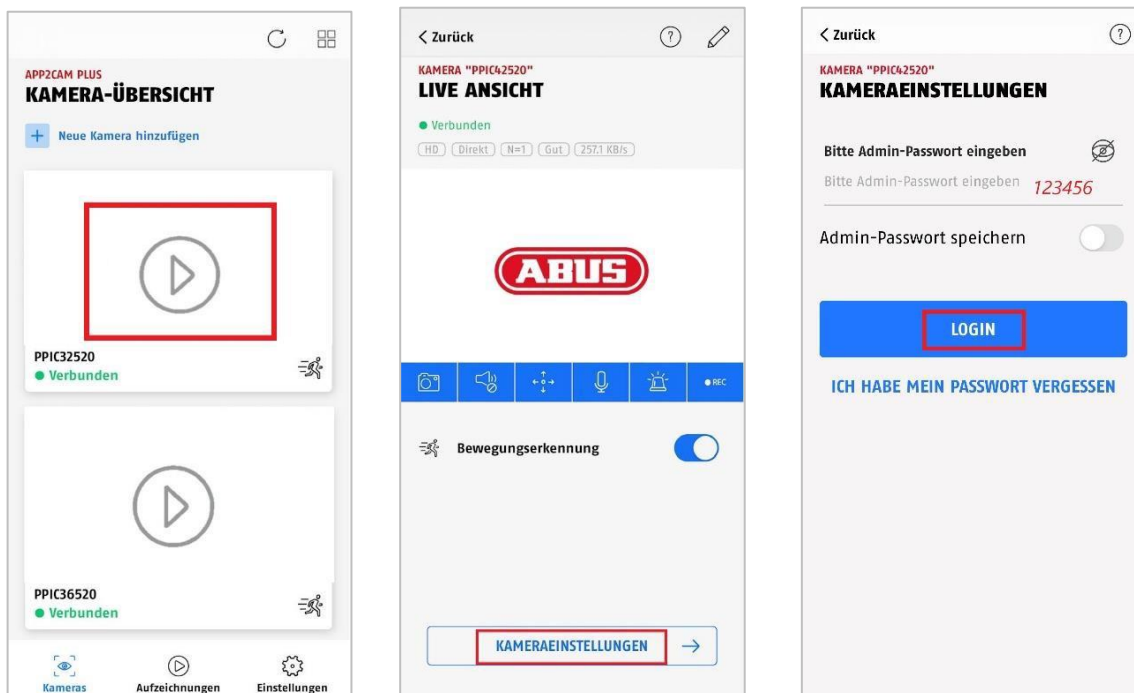 APP2CAM PLUS
KAMERA-ÜBERSICHT
+ Neue Kamera hinzufügen
PPIC32520
Verbunden
PPIC36520
Verbunden
Kameras Aufzeichnungen Einstellungen
< Zurück ?
KAMERA "PPIC42520"
LIVE ANSICHT
Verbunden
HD Direkt N=1 Gut 257.1 KB/s
ABUS
REC
Bewegungserkennung
KAMERAEINSTELLUNGEN →
< Zurück ?
KAMERA "PPIC42520"
KAMERAEINSTELLUNGEN
Bitte Admin-Passwort eingeben
Bitte Admin-Passwort eingeben 123456
Admin-Passwort speichern
LOGIN
ICH HABE MEIN PASSWORT VERGESSEN